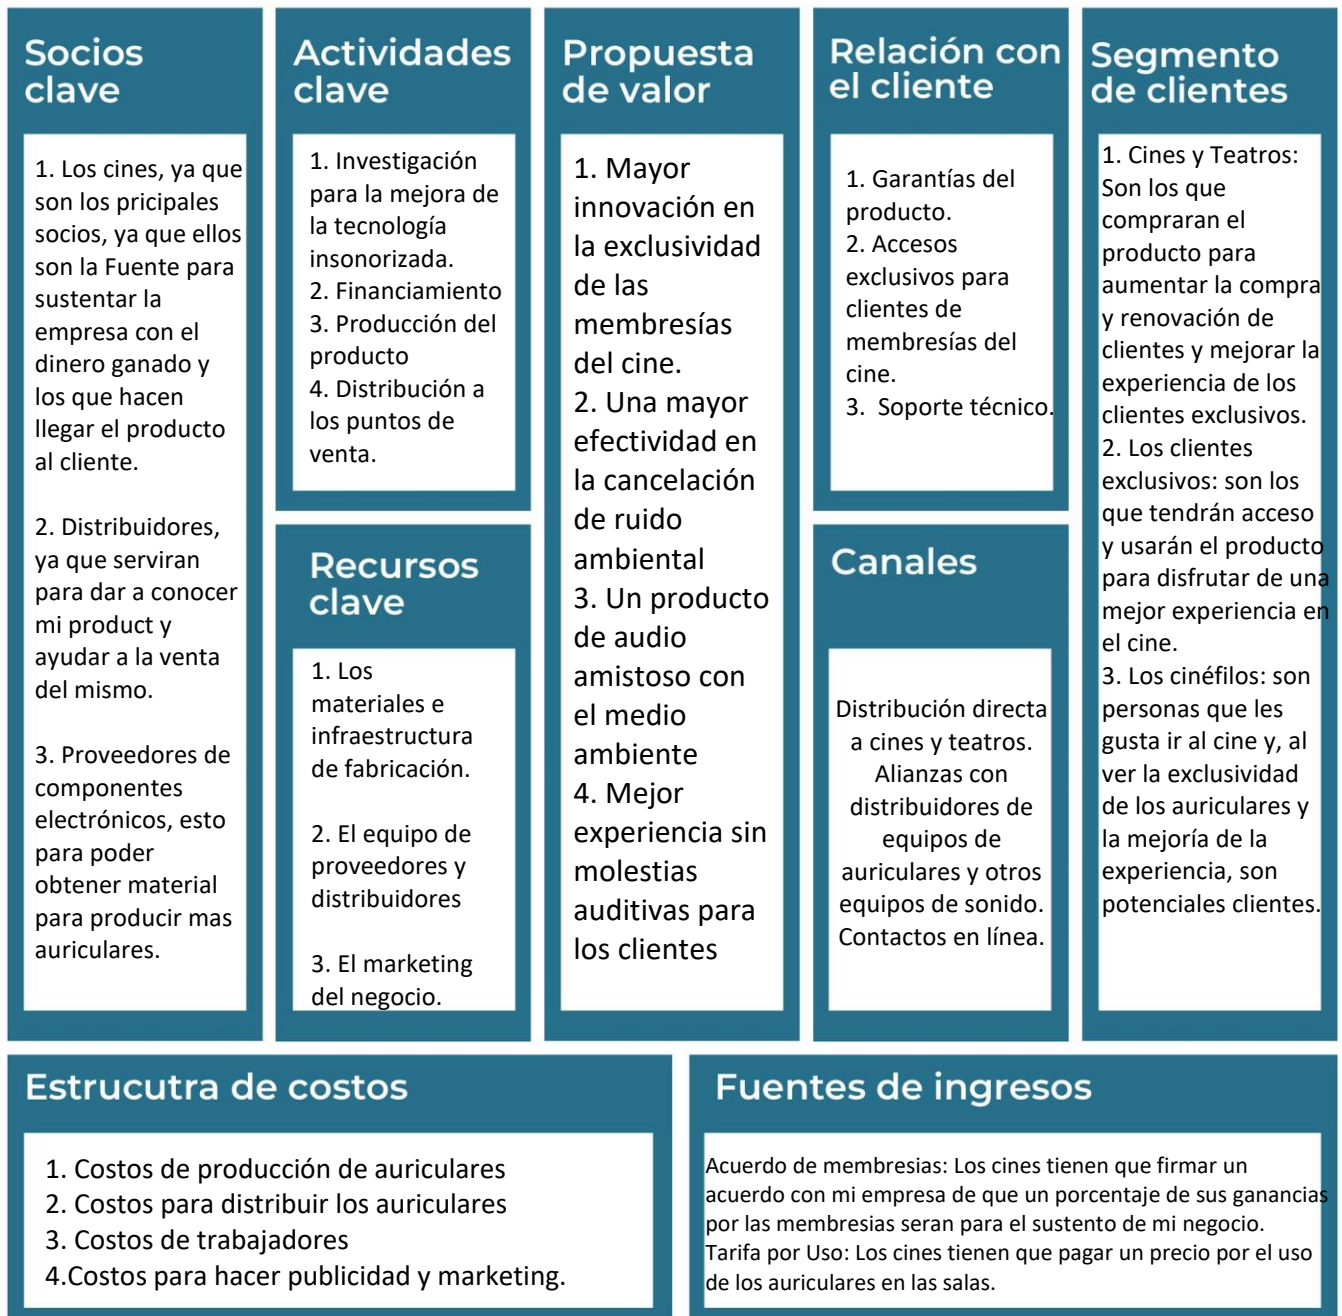 Socios
clave
1. Los cines, ya que
son los pricipales
socios, ya que ellos
son la Fuente para
sustentar la
empresa con el
dinero ganado y
los que hacen
llegar el producto
al cliente.
2. Distribuidores,
ya que serviran
para dar a conocer
mi product y
ayudar a la venta
del mismo.
3. Proveedores de
componentes
electrónicos, esto
para poder
obtener material
para producir mas
auriculares.
Actividades
clave
1. Investigación
para la mejora de
la tecnología
insonorizada.
2. Financiamiento
3. Producción del
producto
4. Distribución a
los puntos de
venta.
Recursos
clave
1. Los
materiales e
infraestructura
de fabricación.
2. El equipo de
proveedores y
distribuidores
3. El marketing
del negocio.
Propuesta
de valor
1. Mayor
innovación en
la exclusividad
de las
membresías
del cine.
2. Una mayor
efectividad en
la cancelación
de ruido
ambiental
3. Un producto
de audio
amistoso con
el medio
ambiente
4. Mejor
experiencia sin
molestias
auditivas para
los clientes
Relación con
el cliente
1. Garantías del
producto.
2. Accesos
exclusivos para
clientes de
membresías del
cine.
3. Soporte técnico.
Canales
Distribución directa
a cines y teatros.
Alianzas con
distribuidores de
equipos de
auriculares y otros
equipos de sonido.
Contactos en línea.
Segmento
de clientes
1. Cines y Teatros:
Son los que
compraran el
producto para
aumentar la compra
y renovación de
clientes y mejorar la
experiencia de los
clientes exclusivos.
2. Los clientes
exclusivos: son los
que tendrán acceso
y usarán el producto
para disfrutar de una
mejor experiencia en
el cine.
3. Los cinéfilos: son
personas que les
gusta ir al cine y, al
ver la exclusividad
de los auriculares y
la mejoría de la
experiencia, son
potenciales clientes.
Estrucutra de costos
1. Costos de producción de auriculares
2. Costos para distribuir los auriculares
3. Costos de trabajadores
4.Costos para hacer publicidad y marketing.
Fuentes de ingresos
Acuerdo de membresias: Los cines tienen que firmar un
acuerdo con mi empresa de que un porcentaje de sus ganancias
por las membresias seran para el sustento de mi negocio.
Tarifa por Uso: Los cines tienen que pagar un precio por el uso
de los auriculares en las salas.